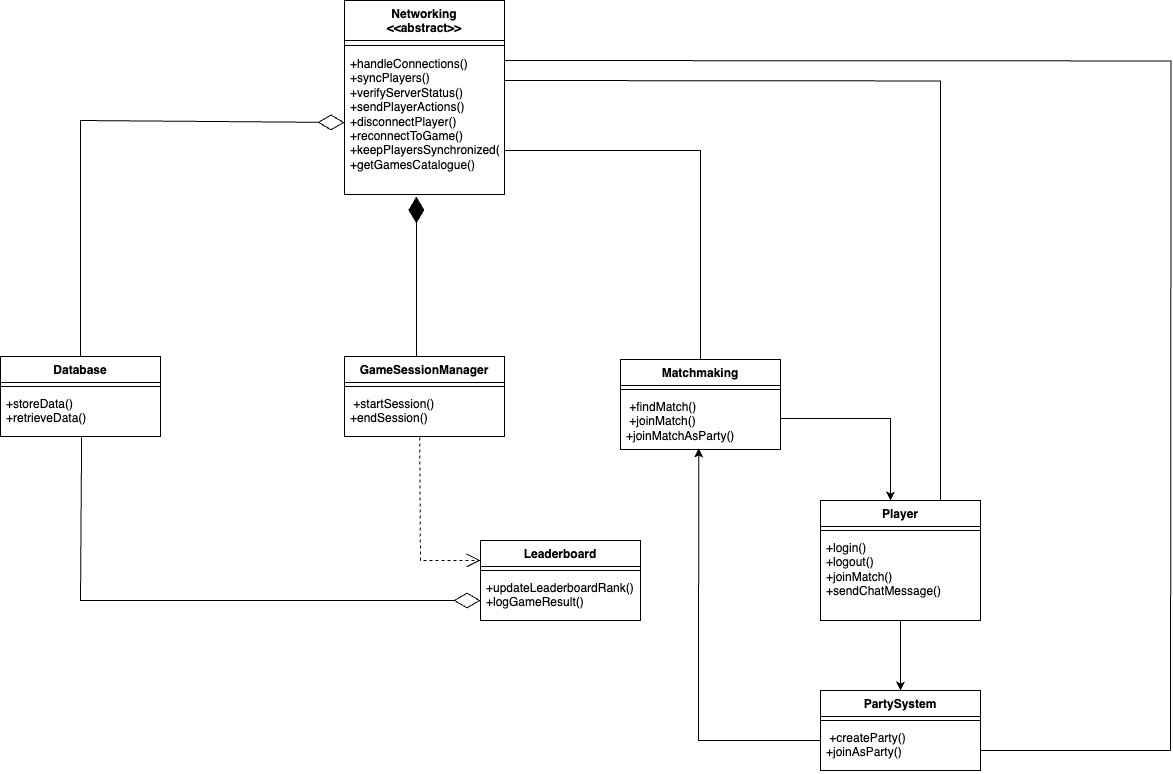 Networking
<<abstract>>
+handleConnections()
+syncPlayers()
+verifyServerStatus()
+sendPlayerActions()
+disconnectPlayer()
+reconnectToGame()
+keepPlayersSynchronized(
+getGamesCatalogue()
Database
+storeData()
+retrieveData()
GameSessionManager
+startSession()
+endSession()
Matchmaking
+findMatch()
+joinMatch()
+joinMatchAsParty()
Player
+login()
+logout()
+joinMatch()
+sendChatMessage()
Leaderboard
+updateLeaderboardRank()
+logGameResult()
PartySystem
+createParty()
+joinAsParty()